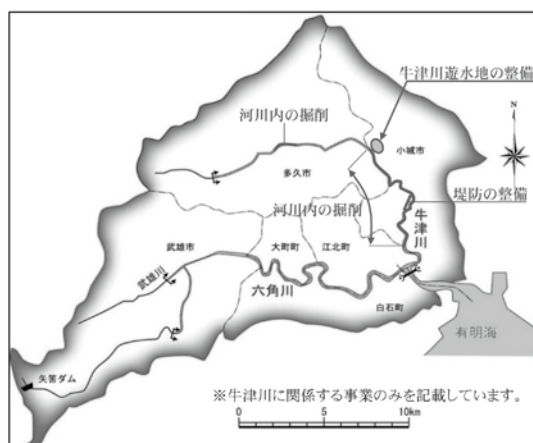 牛津川遊水地の整備
河川内の掘削
N
小城市
多久市
堤防の整備
河川内の掘削
牛津川
武雄市
大町町
江北町
武雄川
六角川
白石町
有明海
矢筈ダム
※牛津川に関係する事業のみを記載しています。
0
10km